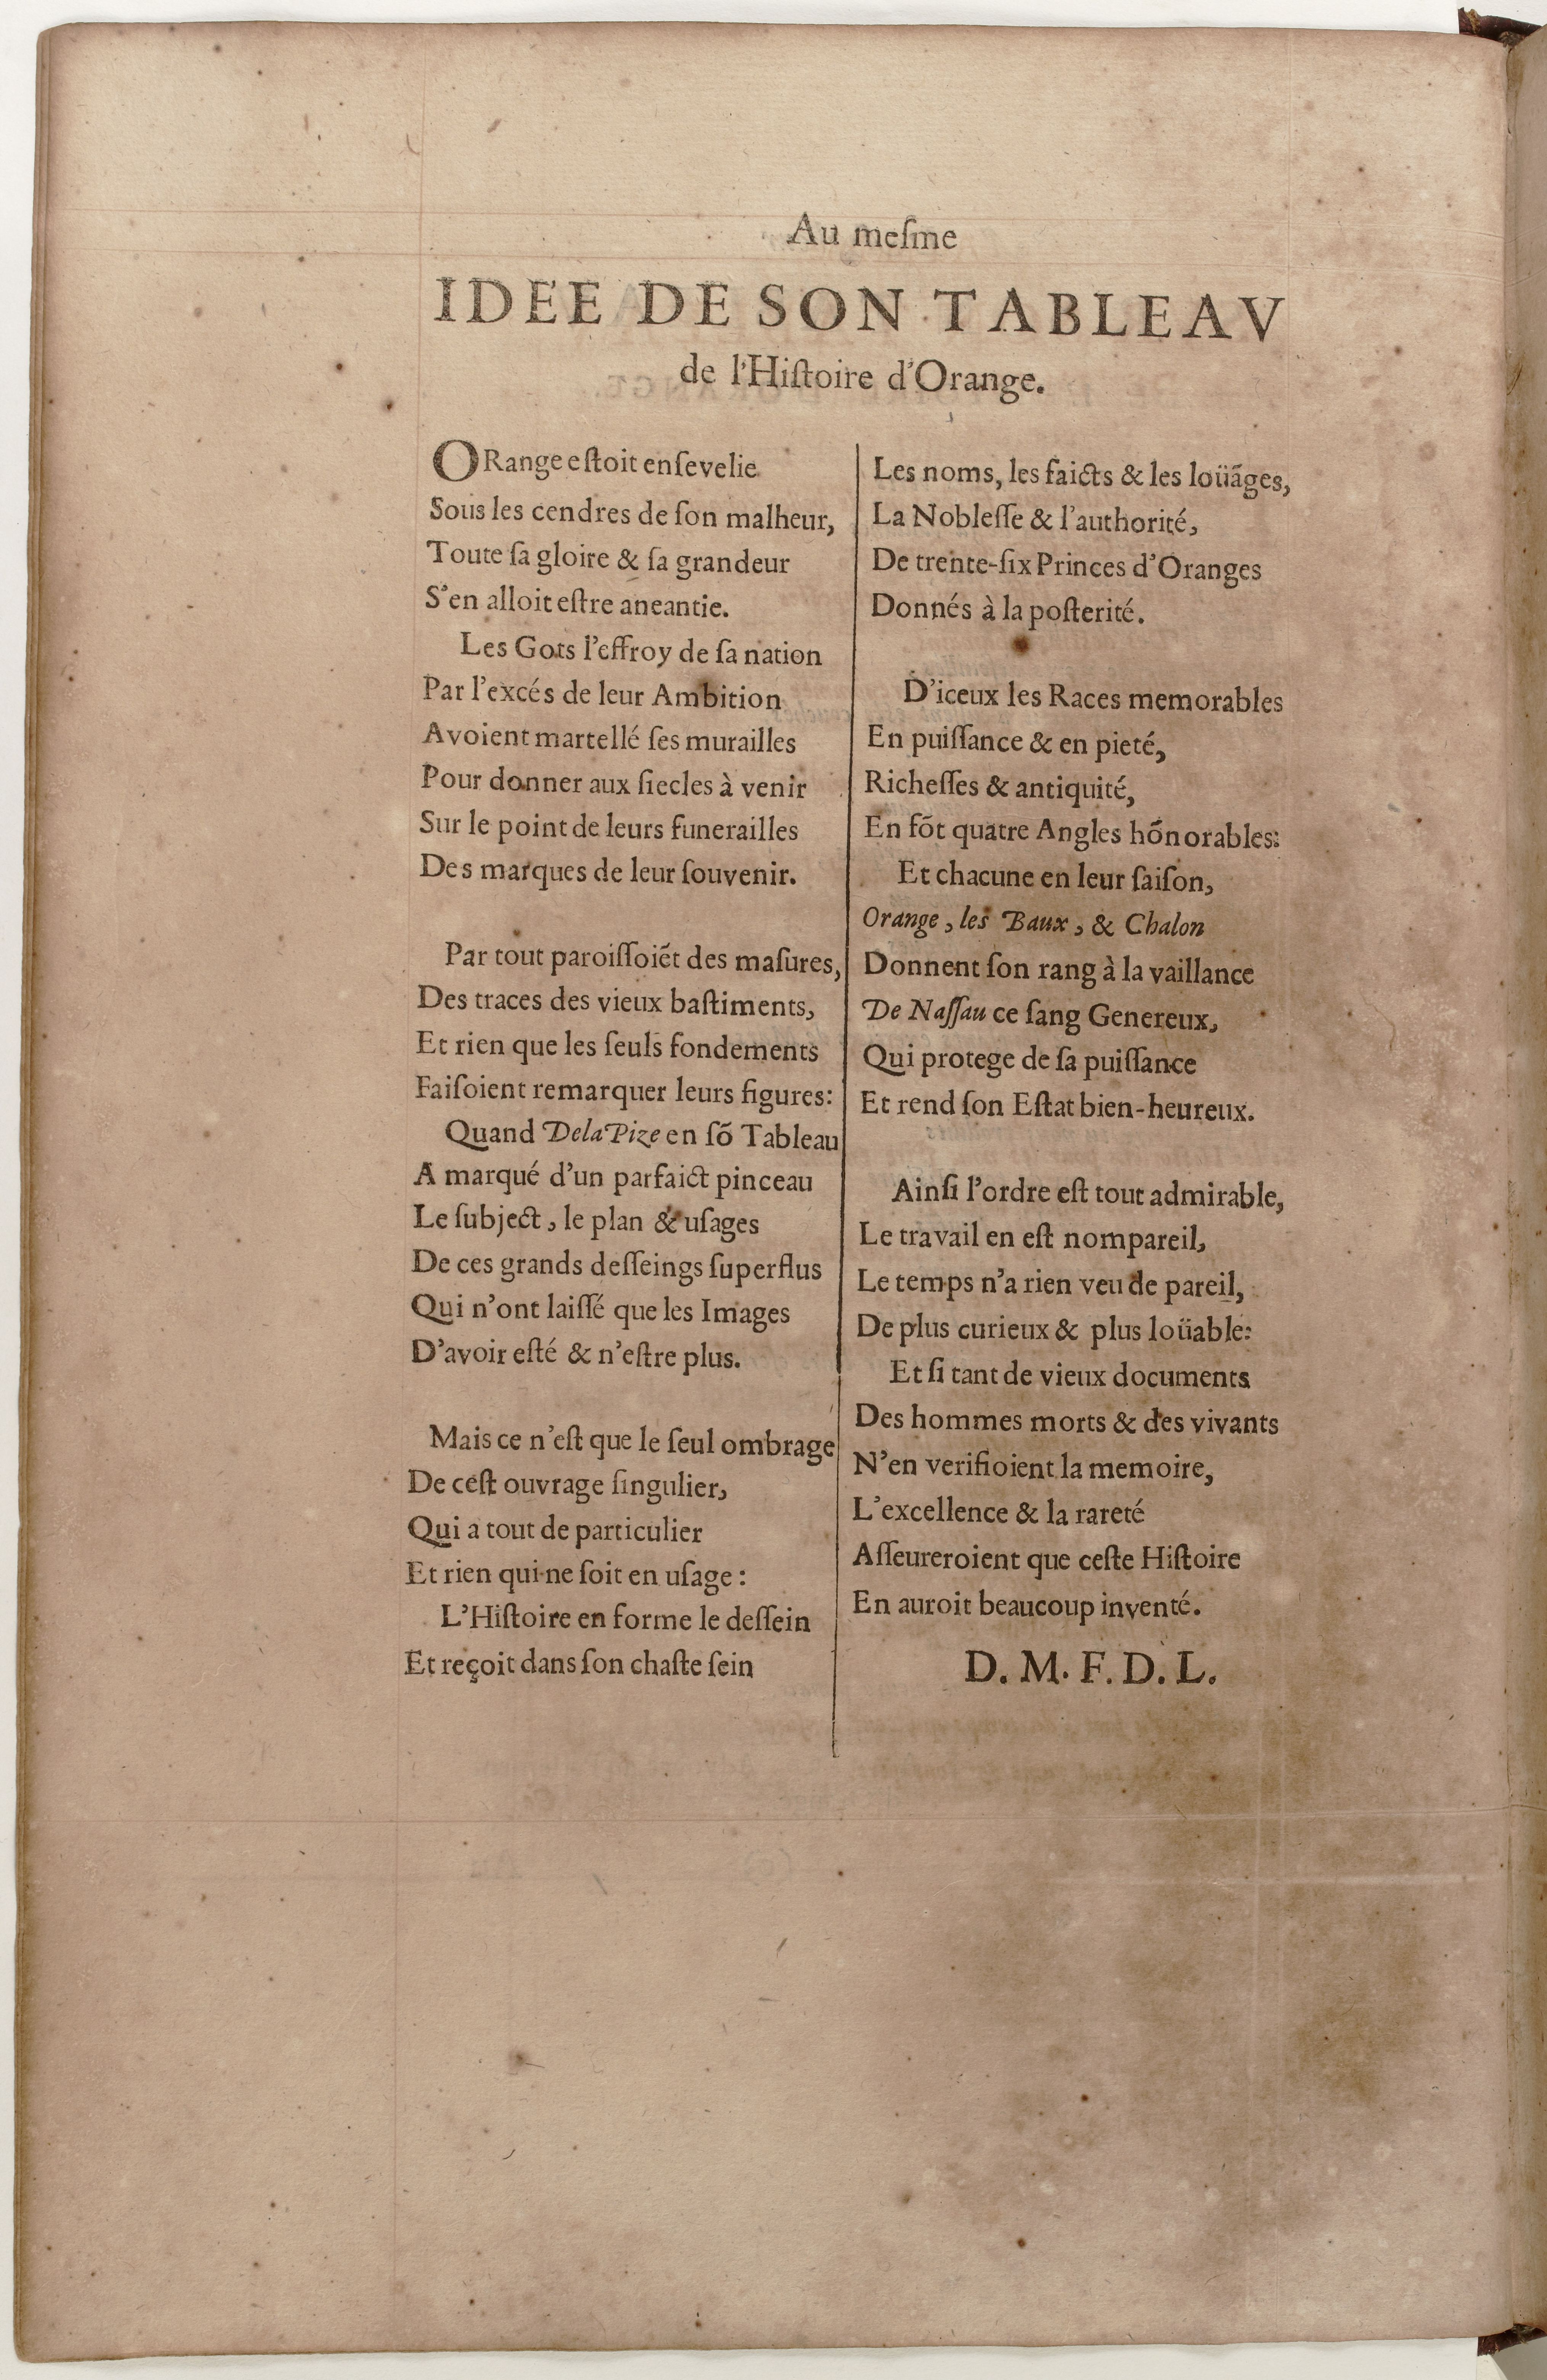 Au meſme
IDEE DE SON TABLEAV
de l'Hiſtoire d'Orange.
ORange eſtoit enſevelie
Sous les cendres de ſon malheur,
Toute ſa gloire & ſa grandeur
S'en alloit eſtre aneantie.
Les Gots l'effroy de ſa nation
Par l'excés de leur Ambition
Avoient martellé ſes murailles
Pour donner aux ſiecles à venir
Sur le point de leurs funerailles
Des marques de leur ſouvenir.
Par tout paroiſſoiẽt des maſures,
Des traces des vieux baſtiments,
Et rien que les ſeuls fondements
Faiſoient remarquer leurs figures:
Quand De la Pize en ſõ Tableau
A marqué d'un parfaict pinceau
Le ſubject, le plan & uſages
De ces grands deſſeings ſuperflus
Qui n'ont laiſſé que les Images
D'avoir eſté & n'eſtre plus.
Mais ce n'eſt que le ſeul ombrage
De ceſt ouvrage ſingulier,
Qui a tout de particulier
Et rien qui ne ſoit en uſage:
L'Hiſtoire en forme le deſſein
Et reçoit dans ſon chaſte ſein
Les noms, les faicts & les loüãges,
La Nobleſſe & l'authorité,
De trente-ſix Princes d'Oranges
Donnés à la poſterité.
D'iceux les Races memorables
En puiſſance & en pieté,
Richeſſes & antiquité,
En fõt quatre Angles hõnorables:
Et chacune en leur ſaiſon,
Orange, les Baux, & Chalon
Donnent ſon rang à la vaillance
De Naſſau ce ſang Genereux,
Qui protege de ſa puiſſance
Et rend ſon Eſtat bien-heureux.
Ainſi l'ordre eſt tout admirable,
Le travail en eſt nompareil,
Le temps n'a rien veu de pareil,
De plus curieux & plus loüable:
Et ſi tant de vieux documents
Des hommes morts & des vivants
N'en verifioient la memoire,
L'excellence & la rareté
Aſſeureroient que ceſte Hiſtoire
En auroit beaucoup inventé.
D. M. F. D. L.